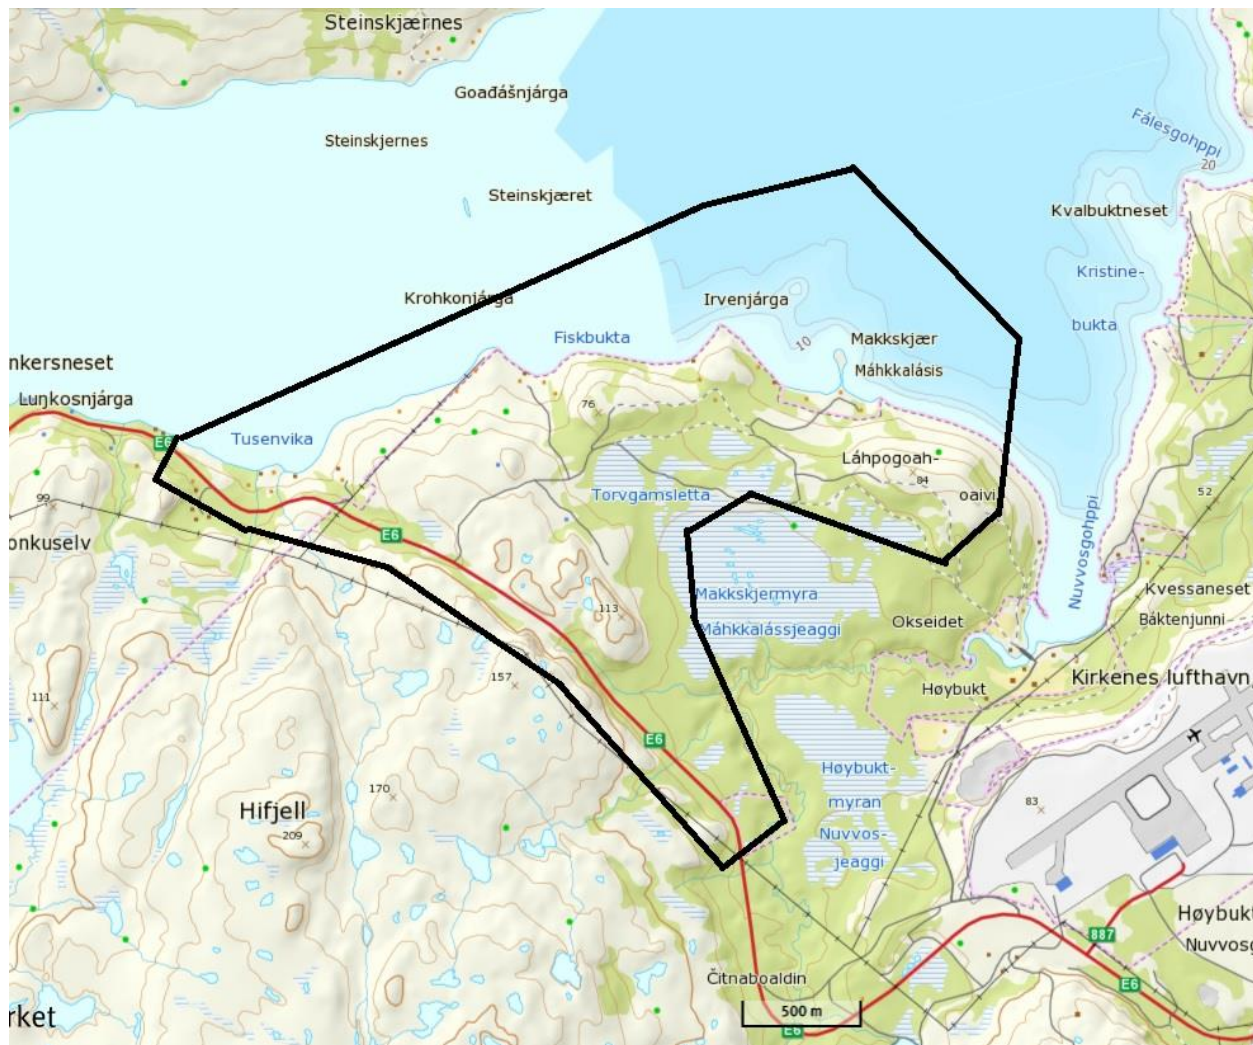 Steinskjærnes
Goađášnjárga
Fálesgohppi
Steinskjernes
20
Steinskjæret
Kvalbuktneset
Kristine-
bukta
Krohkonjárga
Irvenjárga
Fiskbukta
10
Makkskjær
Máhkkalásis
nkersneset
Luŋkosnjárga
76
E6
Tusenvika
Láhpogoah-
84
oaivi
Torvgamsletta
99
52
E6
onkuselv
Nuvvosgohppi
Makkskjermyra
113
Máhkkalássjeaggi
Okseidet
Kvessaneset
Báktenjunni
157
111
Høybukt
Kirkenes lufthavn,
E6
170
Høybukt-
myran
Nuvvos-
jeaggi
83
Hifjell
209
Høybukt
Nuvvosg
887
Čitnaboaldin
E6
500 m
rket
E6